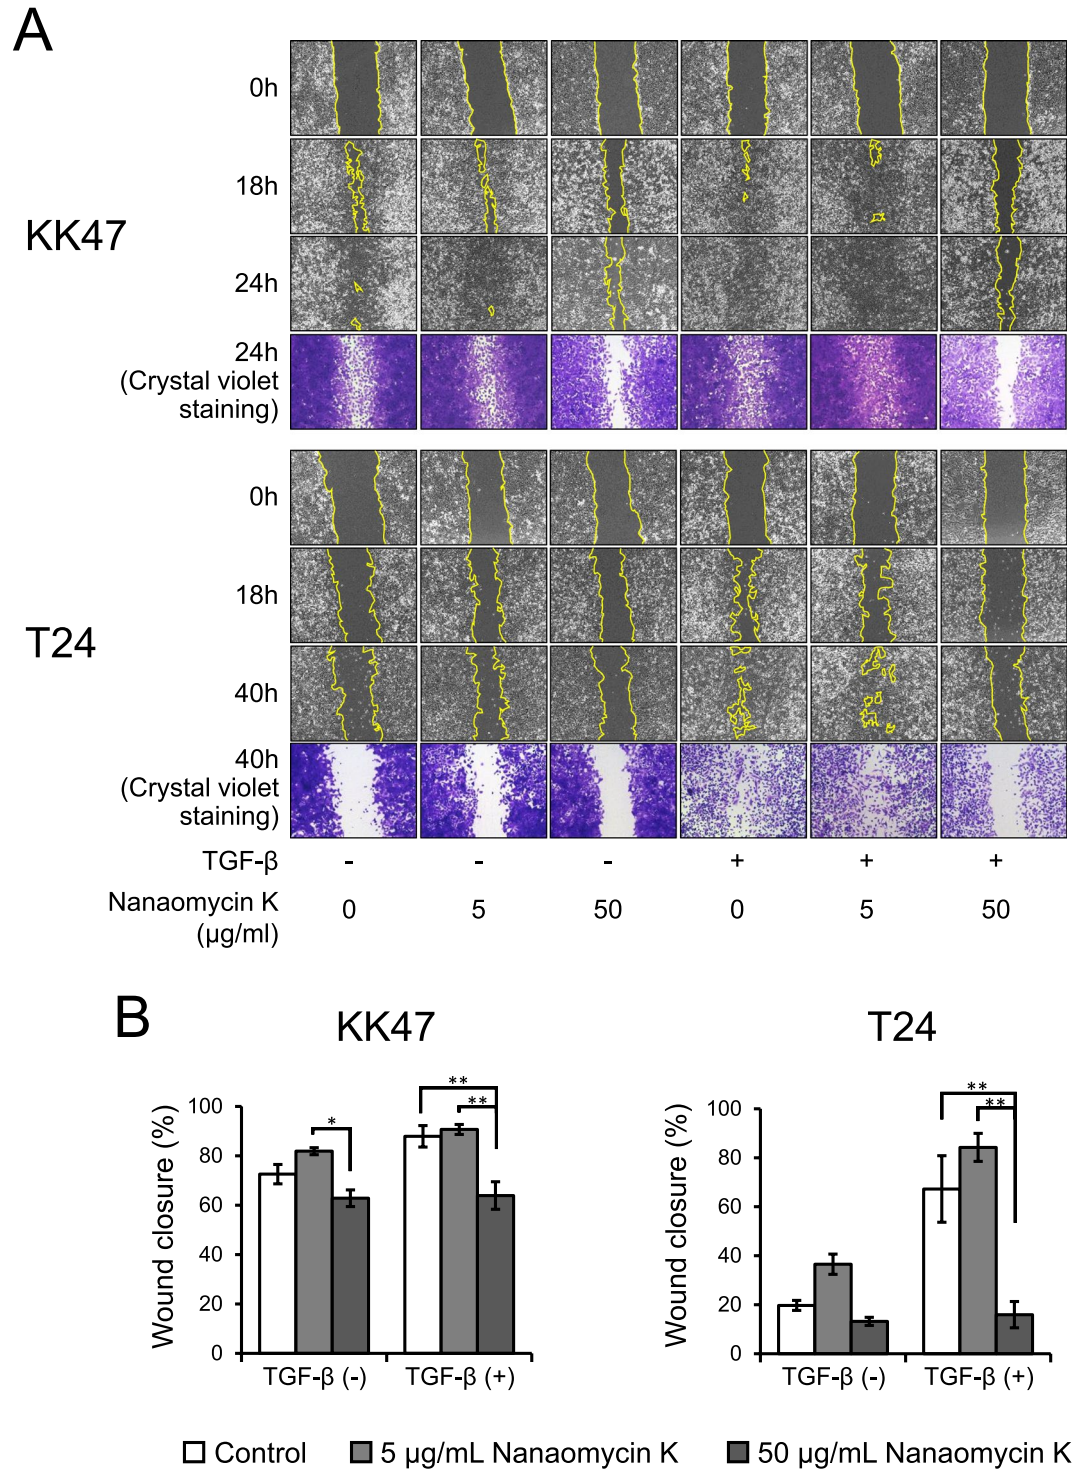 A
0h
18h
KK47
24h
24h
(Crystal violet
staining)
0h
18h
T24
40h
40h
(Crystal violet
staining)
TGF-β - - - + + +
Nanaomycin K
(μg/ml) 0 5 50 0 5 50
B
KK47
Wound closure (%)
100
80
60
40
20
0
* ** **
TGF-β (-) TGF-β (+)
T24
Wound closure (%)
100
80
60
40
20
0
** **
TGF-β (-) TGF-β (+)
Control 5 μg/mL Nanaomycin K 50 μg/mL Nanaomycin K